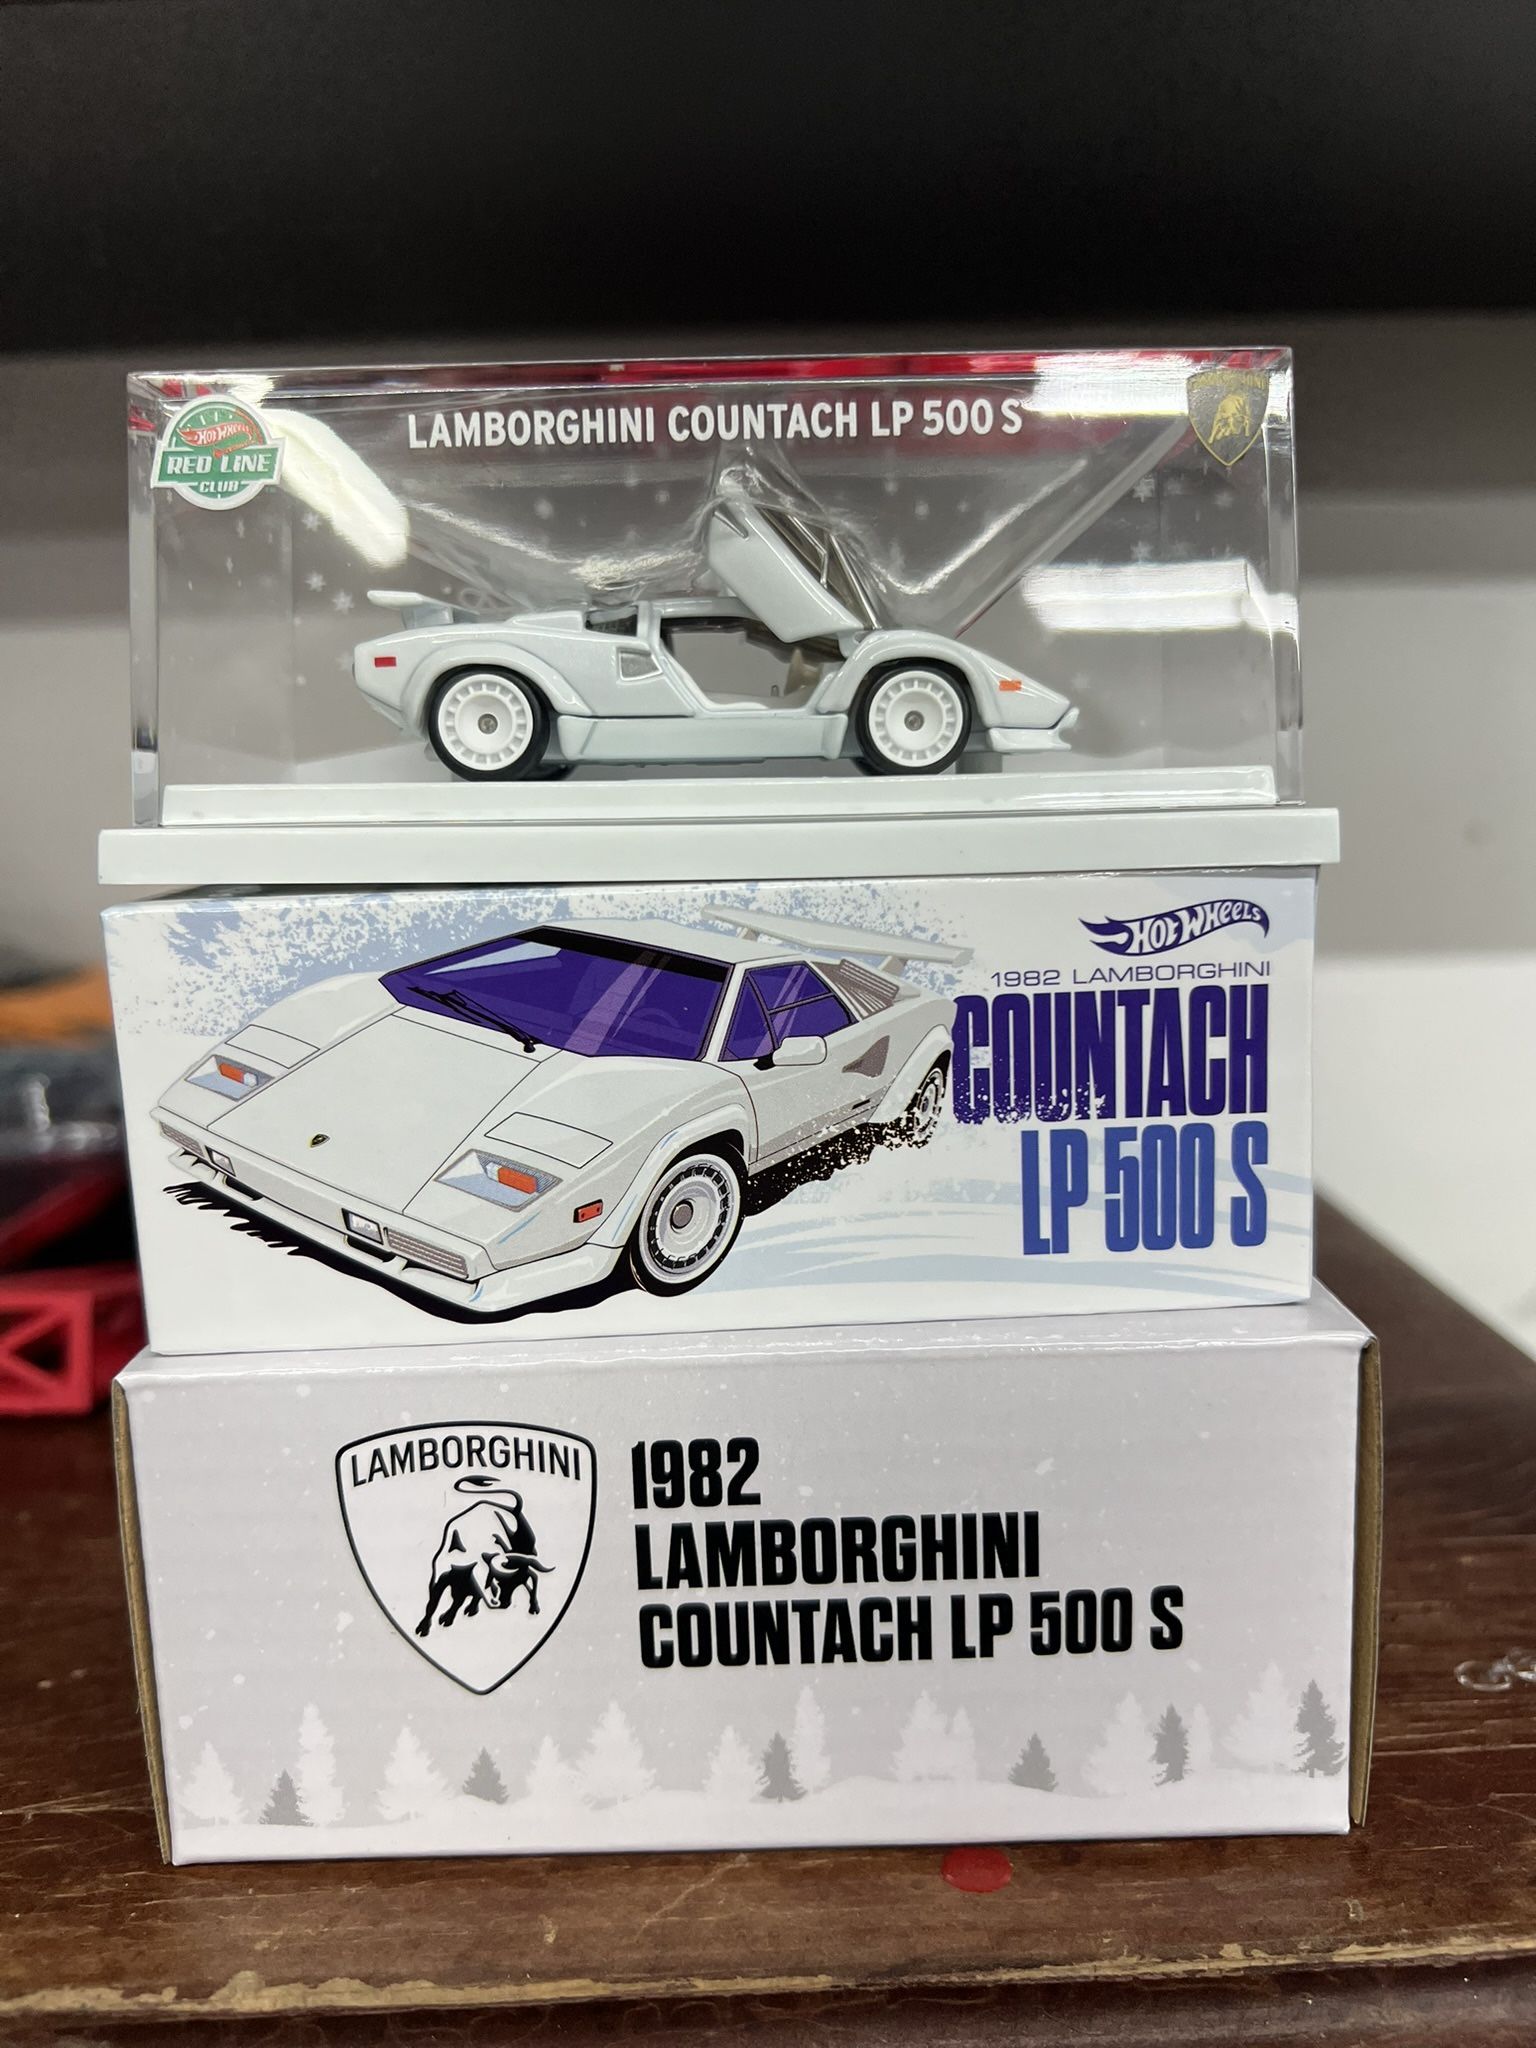 HOT WHEELS
RED LINE
CLUB
LAMBORGHINI COUNTACH LP 500 S
LAMBORGHINI
HOT WHEELS
1982 LAMBORGHINI
COUNTACH
LP 500 S
LAMBORGHINI
1982
LAMBORGHINI
COUNTACH LP 500 S